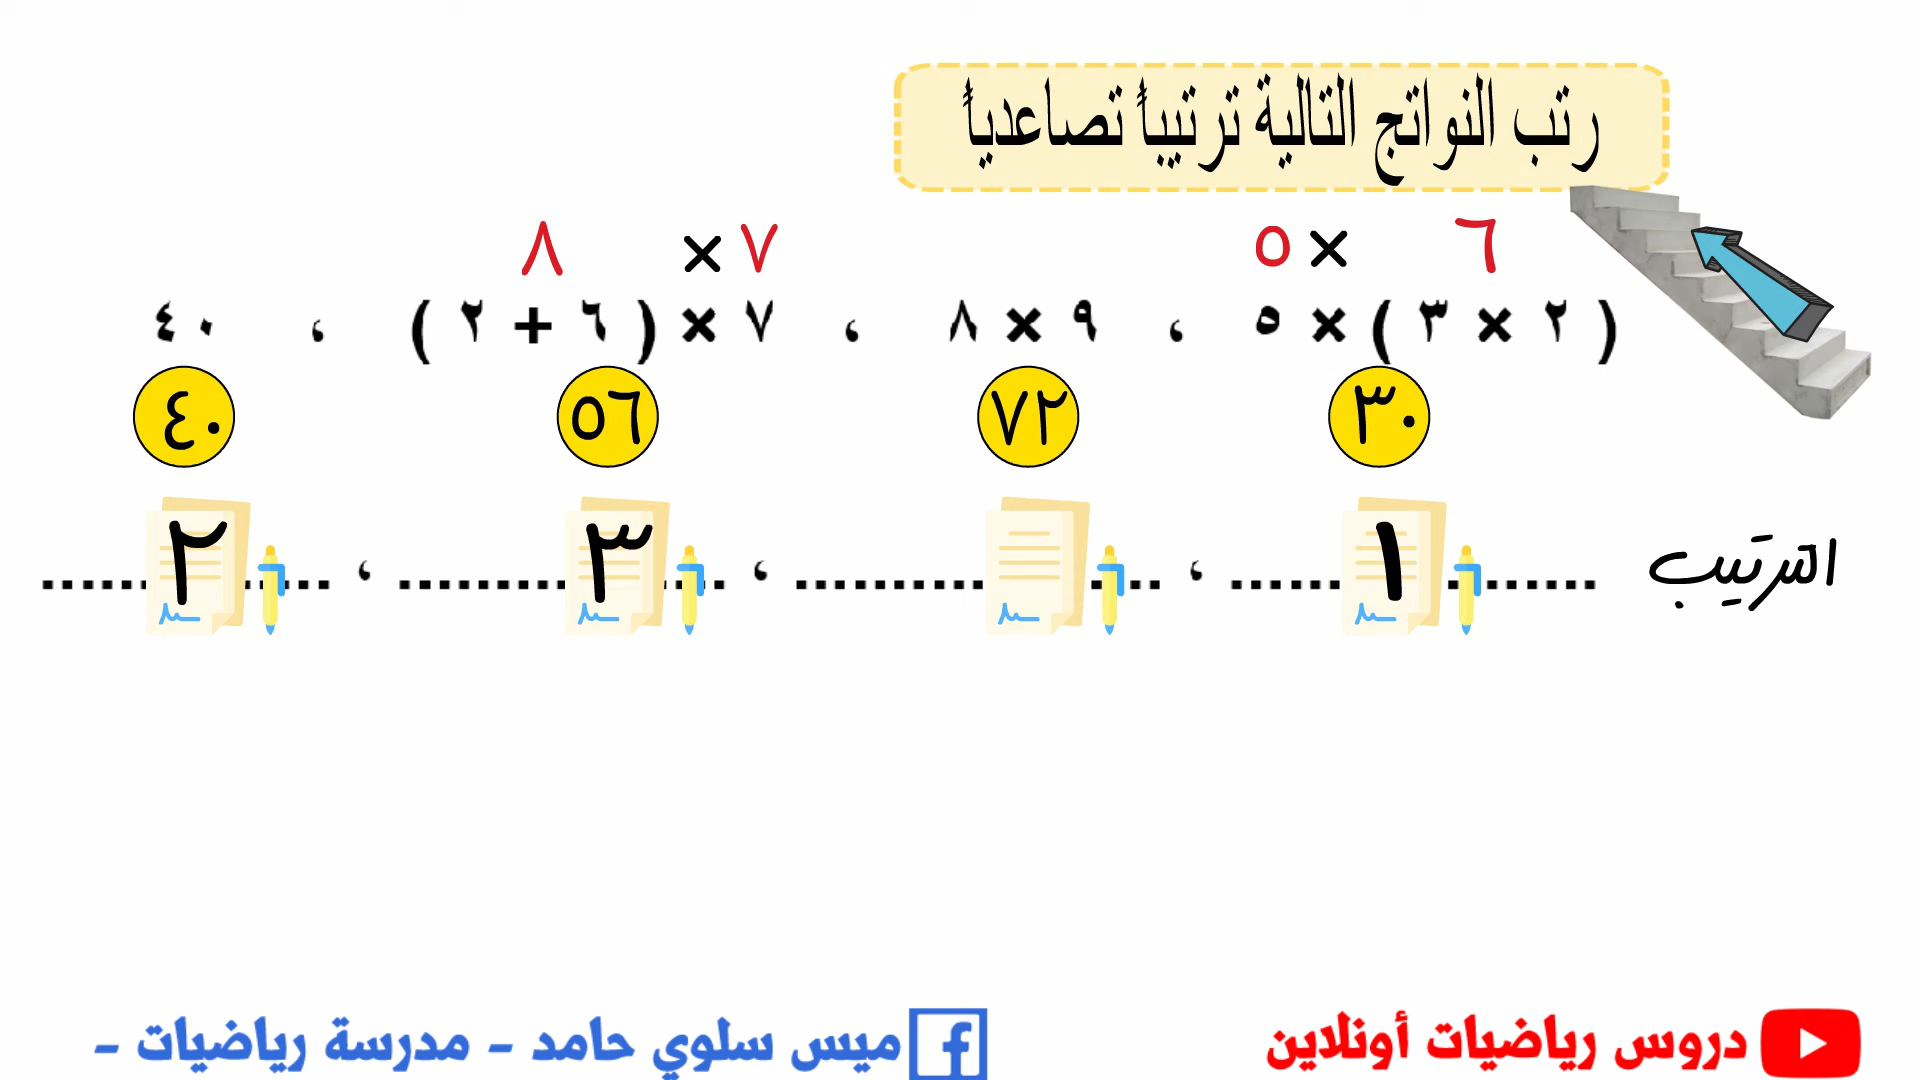 رتب النواتج التالية ترتيباً تصاعدياً
٦ × ٥ ٧ × ٨
( ٢ × ٣ ) × ٥ ، ٩ × ٨ ، ٧ × ( ٦ + ٢ ) ، ٤٠
٣٠ ٧٢ ٥٦ ٤٠
الترتيب ١ ........ ، ........ ، ٣ ........ ، ٢ ........
دروس رياضيات أونلاين
ميس سلوي حامد - مدرسة رياضيات -